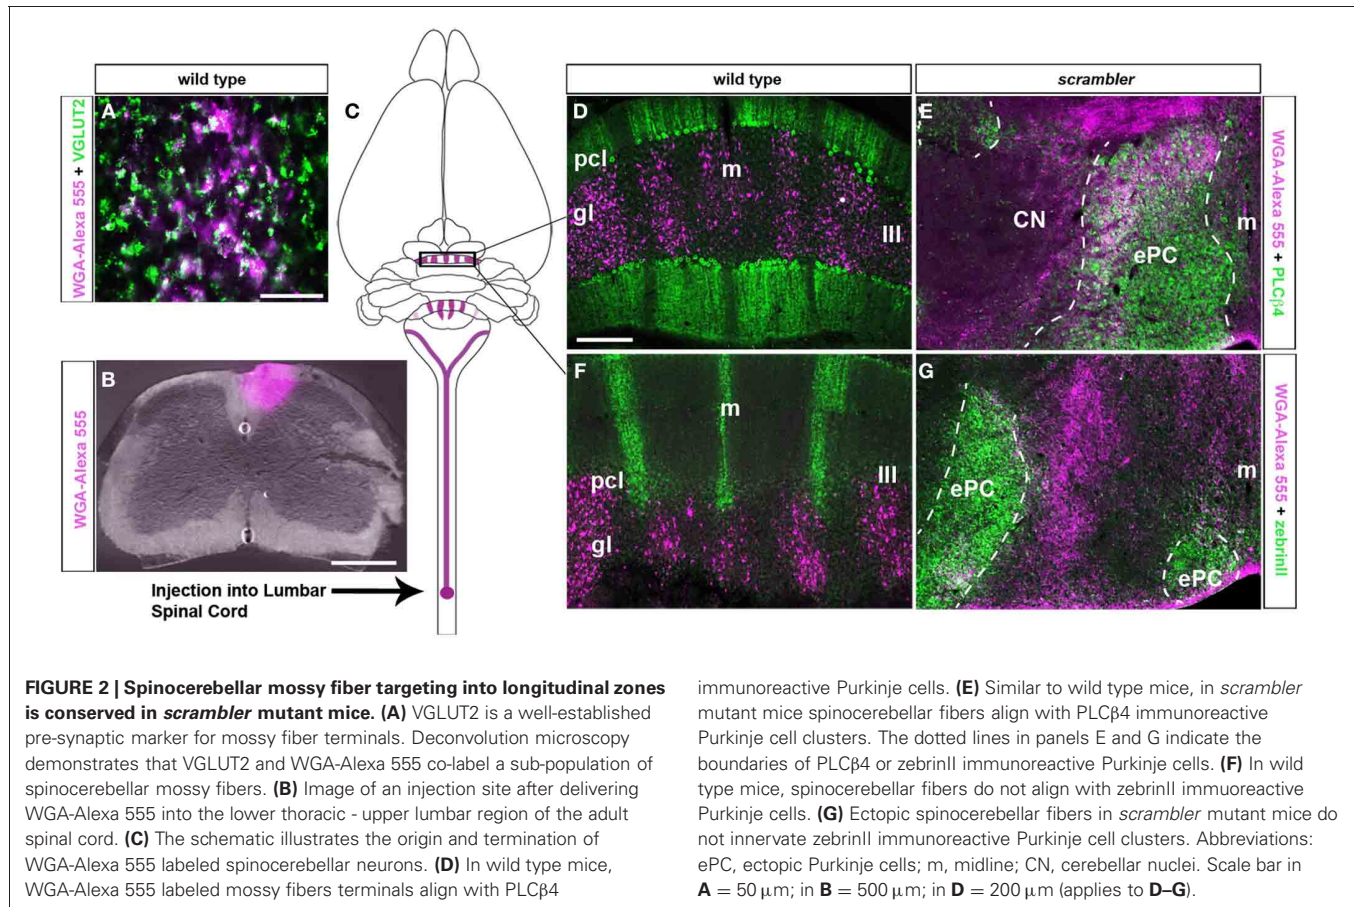 wild type
wild type
scrambler
WGA-Alexa 555 + VGLUT2
A
C
D
pcl
gl
m
III
E
CN
ePC
m
WGA-Alexa 555 + PLCβ4
WGA-Alexa 555
B
F
m
pcl
III
gl
G
ePC
m
ePC
WGA-Alexa 555 + zebrinII
Injection into Lumbar
Spinal Cord
FIGURE 2 | Spinocerebellar mossy fiber targeting into longitudinal zones
is conserved in scrambler mutant mice. (A) VGLUT2 is a well-established
pre-synaptic marker for mossy fiber terminals. Deconvolution microscopy
demonstrates that VGLUT2 and WGA-Alexa 555 co-label a sub-population of
spinocerebellar mossy fibers. (B) Image of an injection site after delivering
WGA-Alexa 555 into the lower thoracic - upper lumbar region of the adult
spinal cord. (C) The schematic illustrates the origin and termination of
WGA-Alexa 555 labeled spinocerebellar neurons. (D) In wild type mice,
WGA-Alexa 555 labeled mossy fibers terminals align with PLCβ4
immunoreactive Purkinje cells. (E) Similar to wild type mice, in scrambler
mutant mice spinocerebellar fibers align with PLCβ4 immunoreactive
Purkinje cell clusters. The dotted lines in panels E and G indicate the
boundaries of PLCβ4 or zebrinII immunoreactive Purkinje cells. (F) In wild
type mice, spinocerebellar fibers do not align with zebrinII immuoreactive
Purkinje cells. (G) Ectopic spinocerebellar fibers in scrambler mutant mice do
not innervate zebrinII immunoreactive Purkinje cell clusters. Abbreviations:
ePC, ectopic Purkinje cells; m, midline; CN, cerebellar nuclei. Scale bar in
A = 50 μm; in B = 500 μm; in D = 200 μm (applies to D–G).